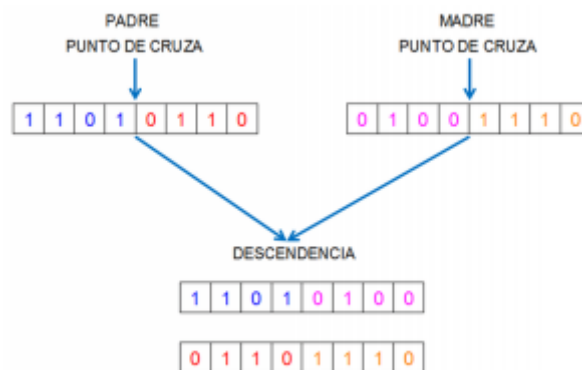 PADRE
PUNTO DE CRUZA
MADRE
PUNTO DE CRUZA
1 1 0 1 0 1 1 0
0 1 0 0 1 1 1 0
DESCENDENCIA
1 1 0 1 0 1 0 0
0 1 1 0 1 1 1 0